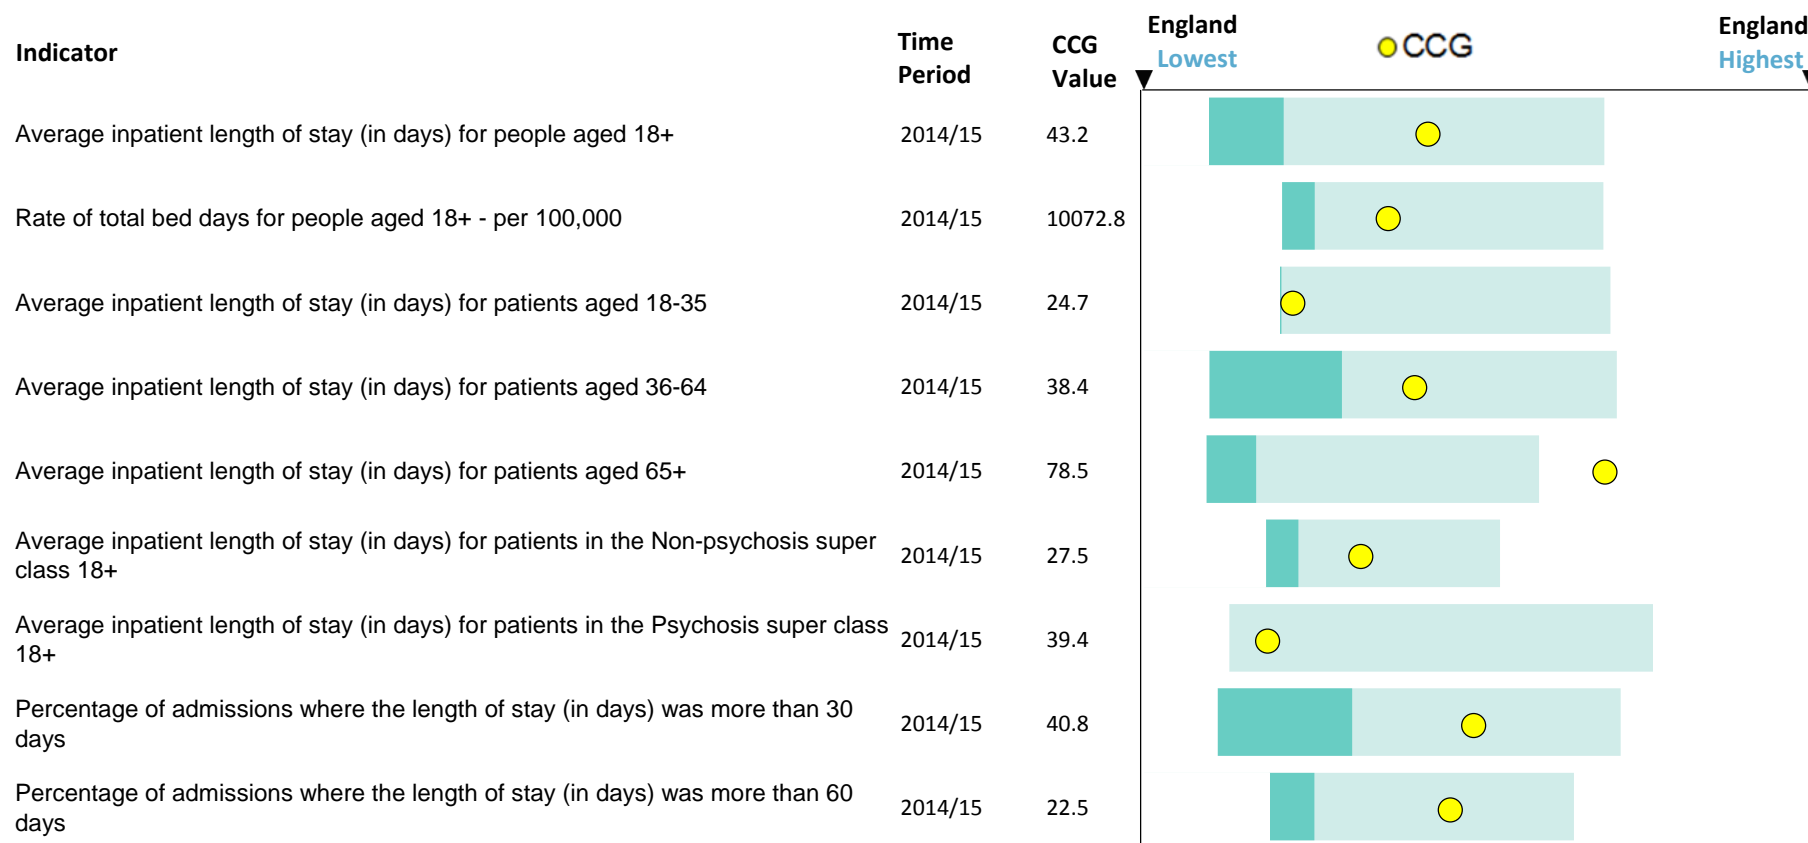 Indicator
Time
Period
CCG
Value
England
Lowest
CCG
England
Highest
Average inpatient length of stay (in days) for people aged 18+ 2014/15 43.2
Rate of total bed days for people aged 18+ - per 100,000 2014/15 10072.8
Average inpatient length of stay (in days) for patients aged 18-35 2014/15 24.7
Average inpatient length of stay (in days) for patients aged 36-64 2014/15 38.4
Average inpatient length of stay (in days) for patients aged 65+ 2014/15 78.5
Average inpatient length of stay (in days) for patients in the Non-psychosis super
class 18+
2014/15 27.5
Average inpatient length of stay (in days) for patients in the Psychosis super class
18+
2014/15 39.4
Percentage of admissions where the length of stay (in days) was more than 30
days
2014/15 40.8
Percentage of admissions where the length of stay (in days) was more than 60
days
2014/15 22.5